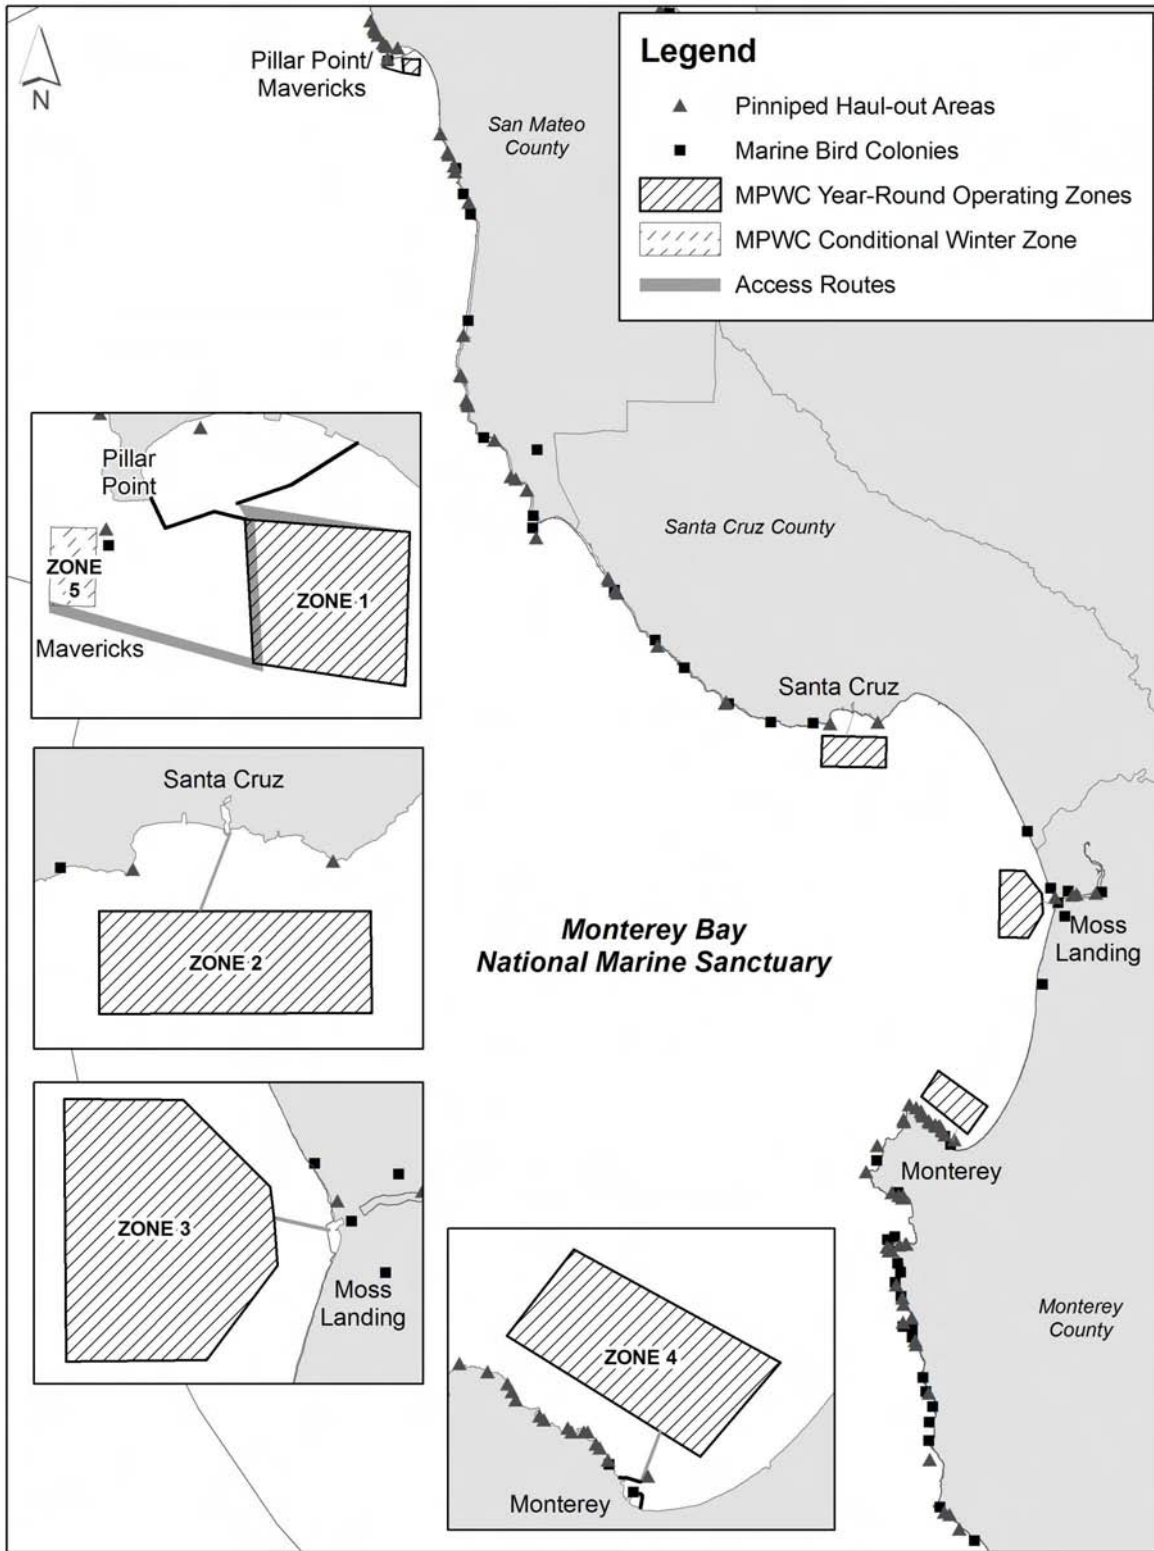 N
Pillar Point/
Mavericks
San Mateo
County
Legend
Pinniped Haul-out Areas
Marine Bird Colonies
MPWC Year-Round Operating Zones
MPWC Conditional Winter Zone
Access Routes
Pillar
Point
ZONE
5
ZONE 1
Mavericks
Santa Cruz County
Santa Cruz
Santa Cruz
ZONE 2
Monterey Bay
National Marine Sanctuary
Moss
Landing
ZONE 3
Moss
Landing
Monterey
ZONE 4
Monterey
Monterey
County